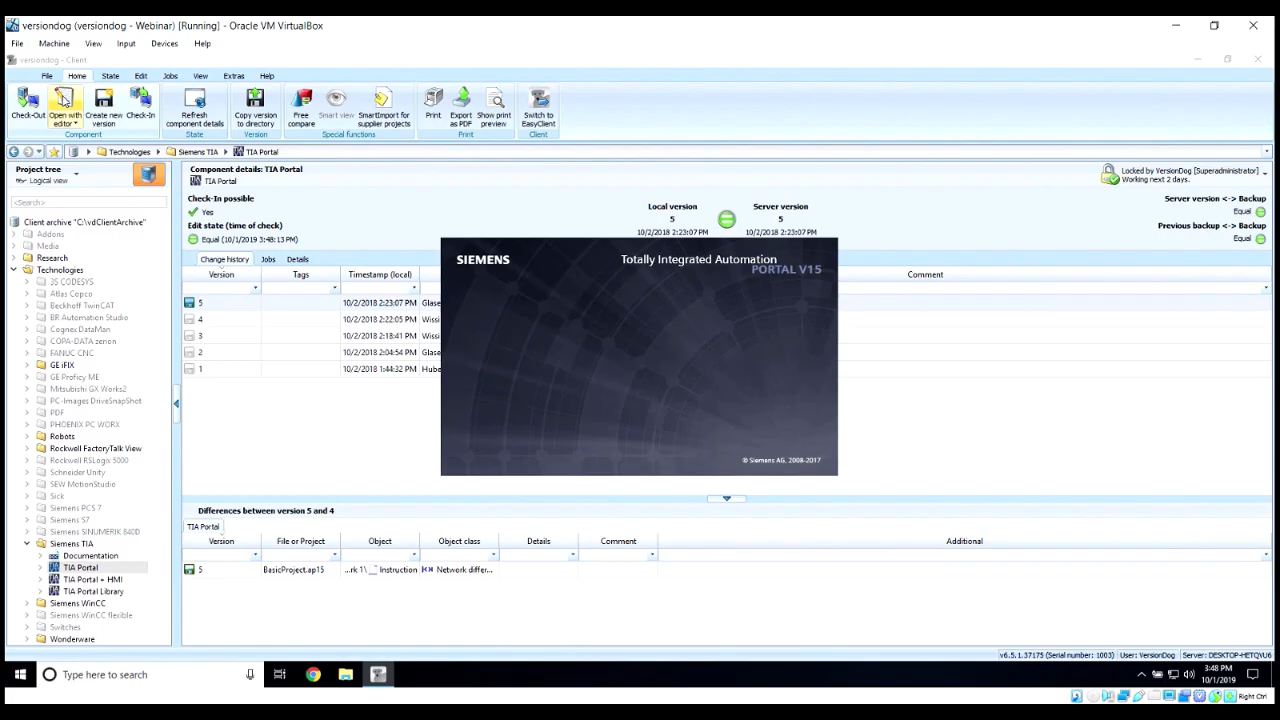 versiondog (versiondog - Webinar) [Running] - Oracle VM VirtualBox
File Machine View Input Devices Help
versiondog - Client
File Home State Edit Jobs View Extras Help
Check-Out Open with editor Create new version Check-In Refresh component details Copy version to directory Free compare Smart view SmartImport for supplier projects Print Export as PDF Show print preview Switch to EasyClient
Component State Version Special functions Print Client
Technologies Siemens TIA TIA Portal
Project tree
Logical view
<Search>
Client archive "C:\vdClientArchive"
Addons
Media
Research
Technologies
3S CODESYS
Atlas Copco
Beckhoff TwinCAT
BR Automation Studio
Cognex DataMan
COPA-DATA zenon
FANUC CNC
GE iFIX
GE Proficy ME
Mitsubishi GX Works2
PC-Images DriveSnapShot
PDF
PHOENIX PC WORX
Robots
Rockwell FactoryTalk View
Rockwell RSLogix 5000
Schneider Unity
SEW MotionStudio
Sick
Siemens PCS 7
Siemens S7
Siemens SINUMERIK 840D
Siemens TIA
Documentation
TIA Portal
TIA Portal + HMI
TIA Portal Library
Siemens WinCC
Siemens WinCC flexible
Switches
Wonderware
Component details: TIA Portal
TIA Portal
Locked by VersionDog [Superadministrator]
Working next 2 days.
Check-In possible
Yes
Edit state (time of check)
Equal (10/1/2019 3:48:13 PM)
Local version
5
10/2/2018 2:23:07 PM
Server version
5
10/2/2018 2:23:07 PM
Server version <-> Backup
Equal
Previous backup <-> Backup
Equal
Change history Jobs Details
Version Tags Timestamp (local) Comment
5 10/2/2018 2:23:07 PM Glase
4 10/2/2018 2:22:05 PM Wissi
3 10/2/2018 2:18:41 PM Wissi
2 10/2/2018 2:04:54 PM Glase
1 10/2/2018 1:44:32 PM Hube
SIEMENS Totally Integrated Automation
PORTAL V15
© Siemens AG, 2008-2017
Differences between version 5 and 4
TIA Portal
Version File or Project Object Object class Details Comment Additional
5 BasicProject.ap15 ...rk 1\ Instruction Network differ...
v6.5.1.37175 (Serial number: 1003) User: VersionDog Server: DESKTOP-HETQVU6
Type here to search
3:48 PM
10/1/2019
Right Ctrl